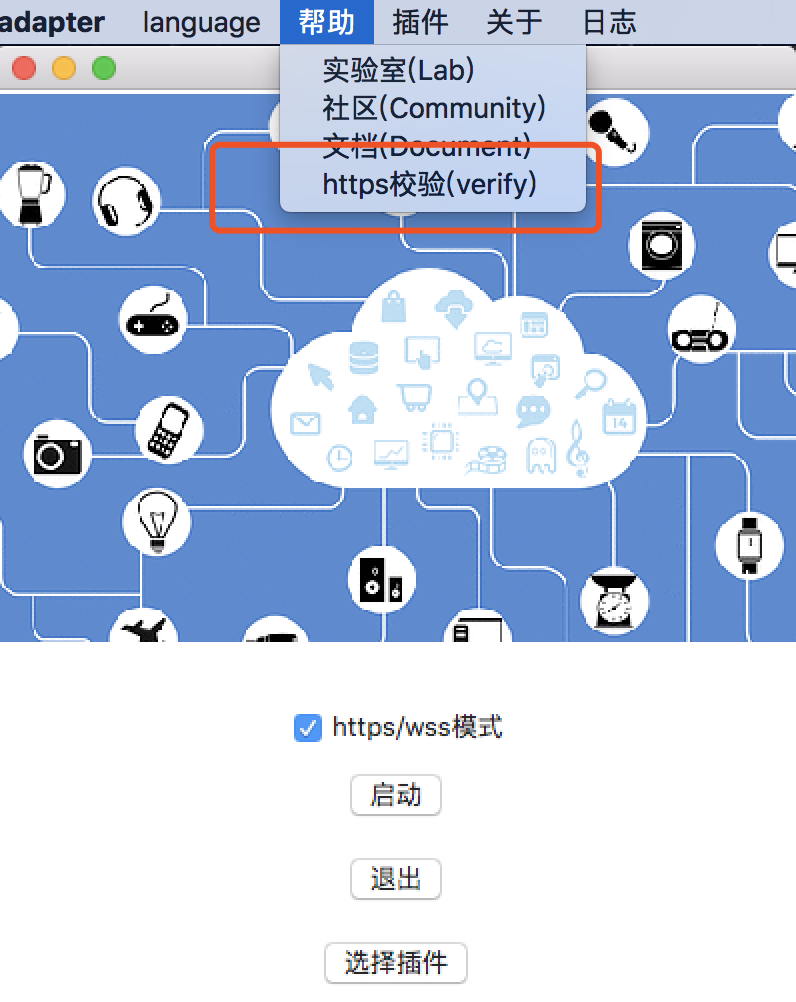 adapter language 帮助 插件 关于 日志
实验室(Lab)
社区(Community)
文档(Document)
https校验(verify)
14
https/wss模式
启动
退出
选择插件